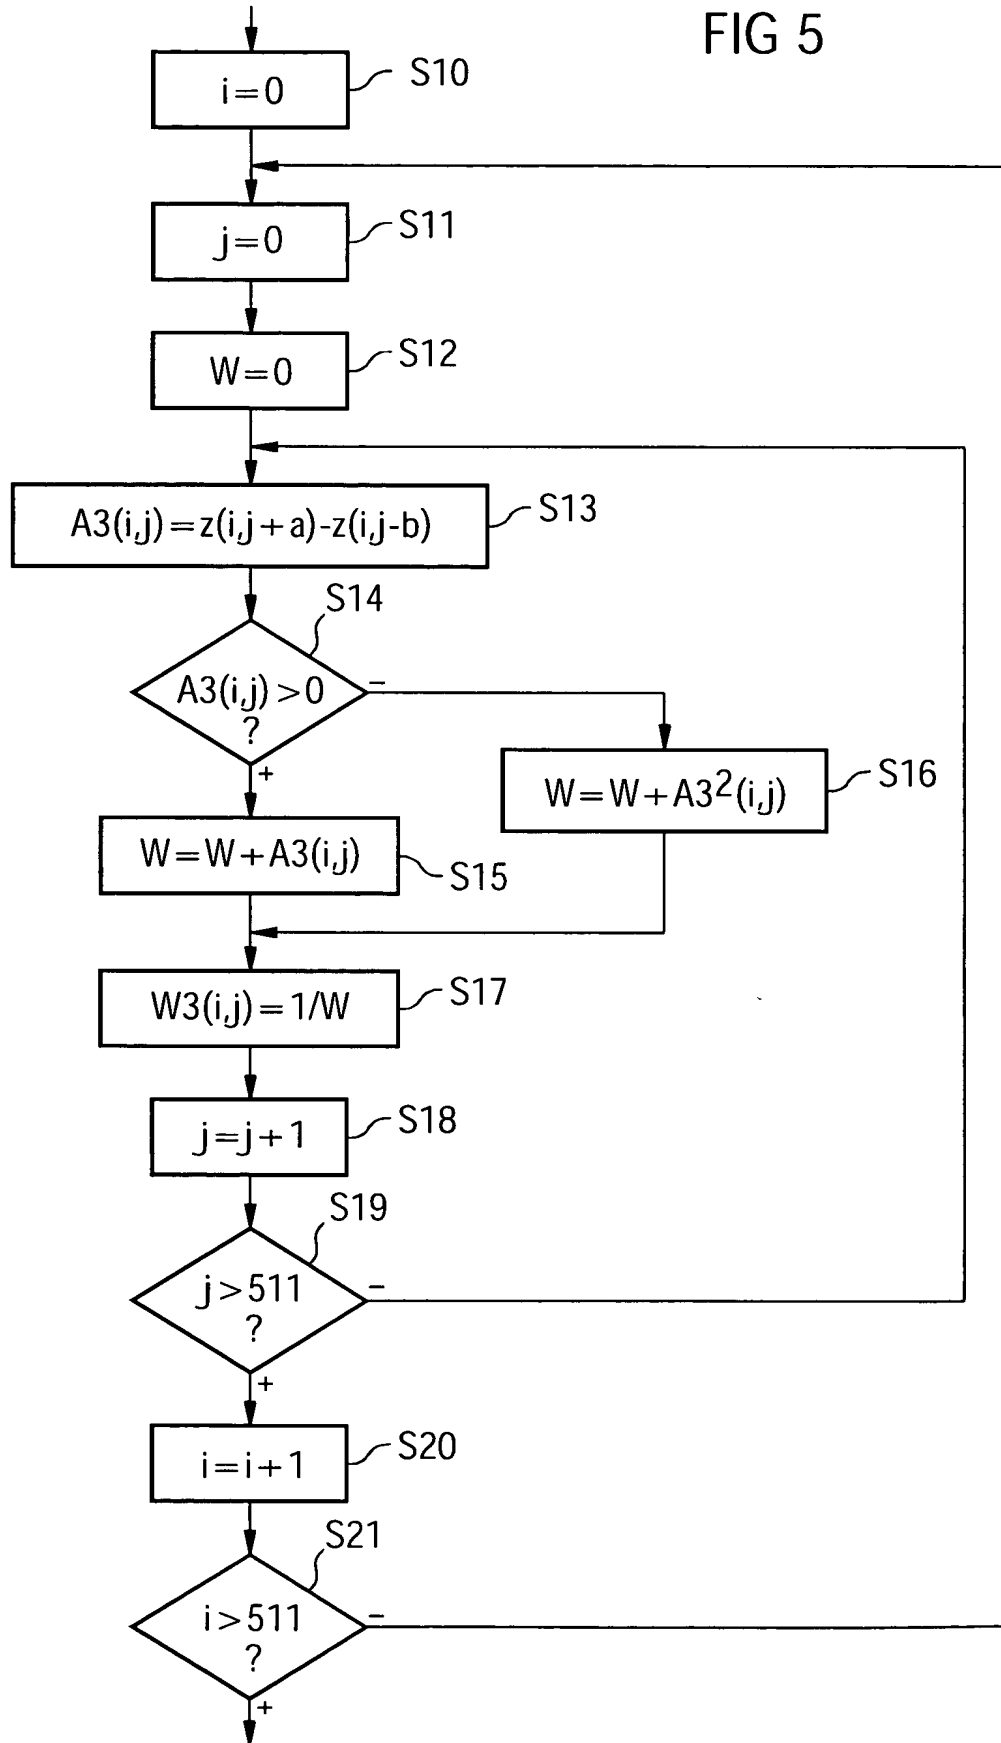 FIG 5
i=0
S10
j=0
S11
W=0
S12
A3(i,j)=z(i,j+a)-z(i,j-b)
S13
S14
A3(i,j)>0
?
-
+
W=W+A3²(i,j)
S16
W=W+A3(i,j)
S15
W3(i,j)=1/W
S17
j=j+1
S18
S19
j>511
?
-
+
i=i+1
S20
S21
i>511
?
-
+